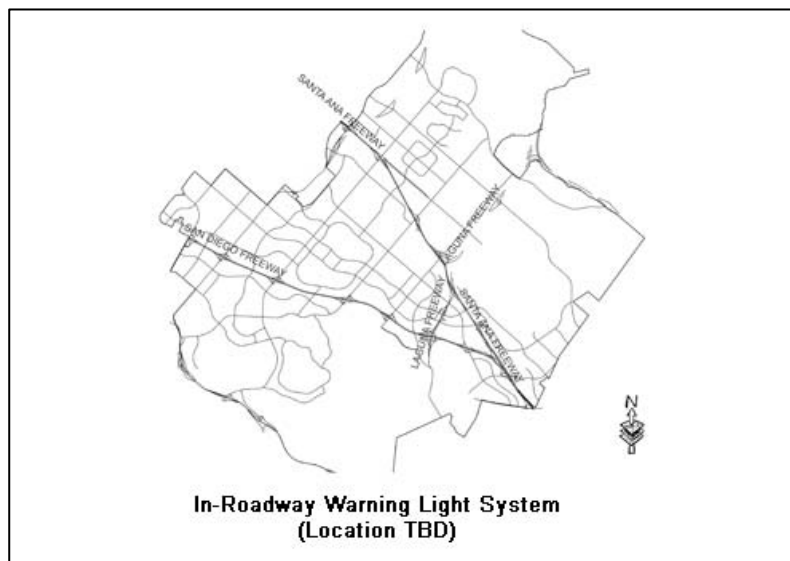 SANTA ANA FREEWAY
SAN DIEGO FREEWAY
LAGUNA FREEWAY
LAGUNA FREEWAY
SANTA ANA FREEWAY
N
In-Roadway Warning Light System
(Location TBD)